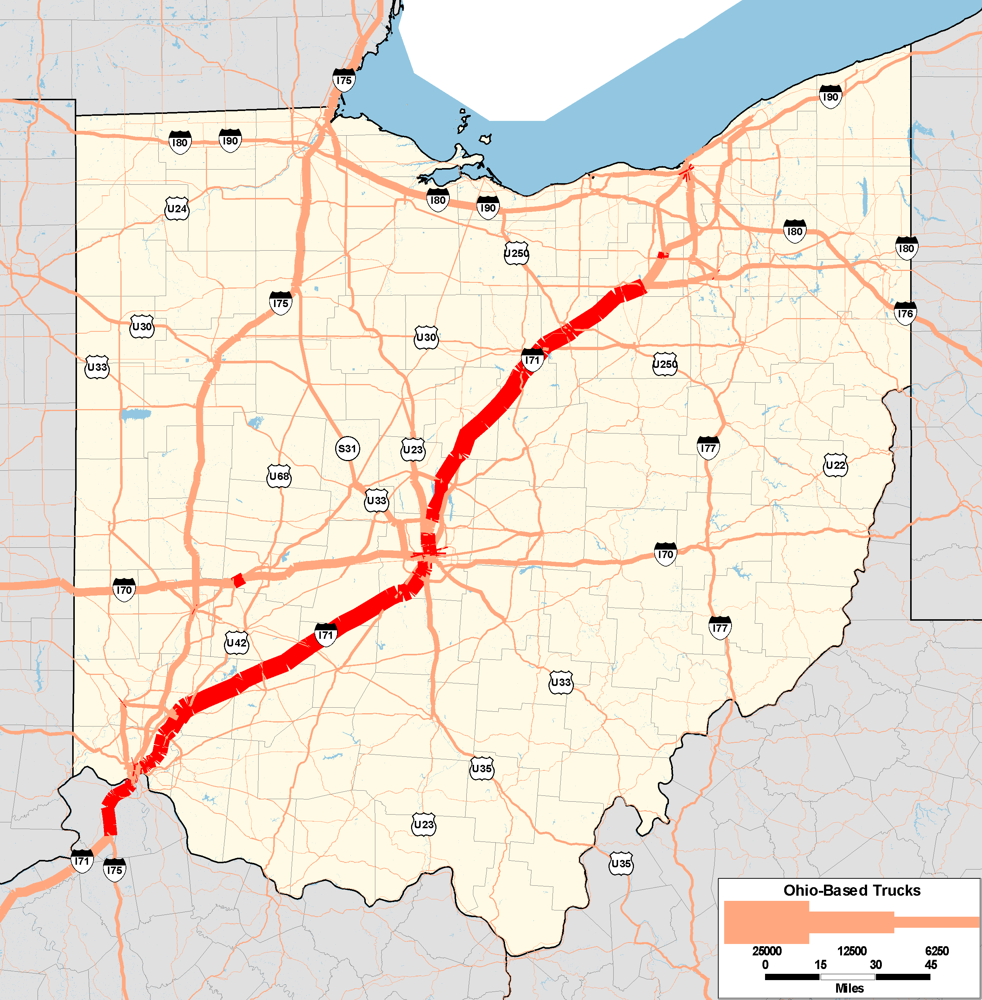 I75
I90
I80
I90
I80
I90
U24
I80
I80
U250
I75
I76
U30
U30
I71
U33
U250
S31
U23
I77
U68
U22
U33
I70
I70
I77
I71
U42
U33
U35
U23
I71
I75
U35
Ohio-Based Trucks
25000 12500 6250
0 15 30 45
Miles